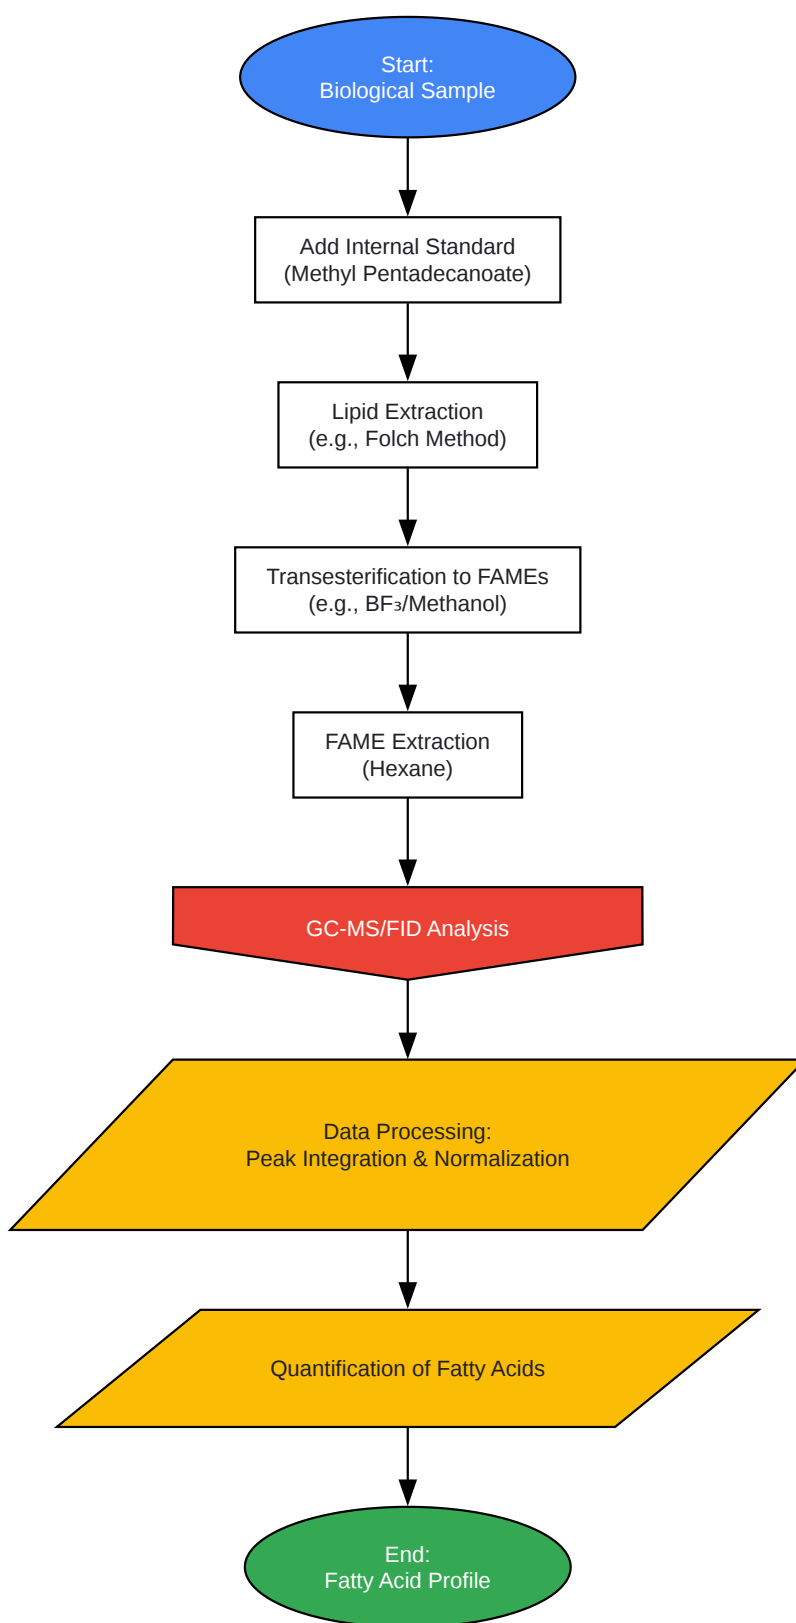 Start:
Biological Sample
Add Internal Standard
(Methyl Pentadecanoate)
Lipid Extraction
(e.g., Folch Method)
Transesterification to FAMEs
(e.g., BF₃/Methanol)
FAME Extraction
(Hexane)
GC-MS/FID Analysis
Data Processing:
Peak Integration & Normalization
Quantification of Fatty Acids
End:
Fatty Acid Profile